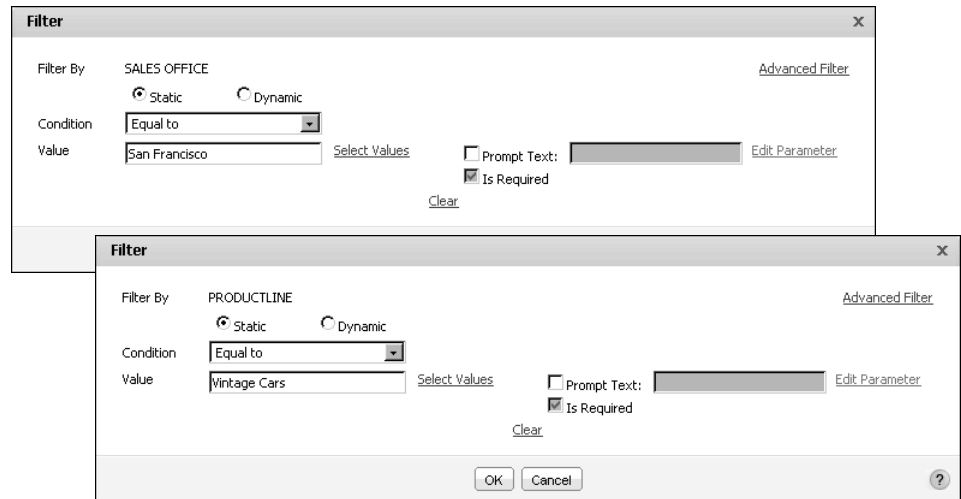 Filter x
Filter By SALES OFFICE Advanced Filter
Static Dynamic
Condition Equal to
Value San Francisco Select Values Prompt Text: Edit Parameter
Is Required
Clear
Filter x
Filter By PRODUCTLINE Advanced Filter
Static Dynamic
Condition Equal to
Value Vintage Cars Select Values Prompt Text: Edit Parameter
Is Required
Clear
OK Cancel ?